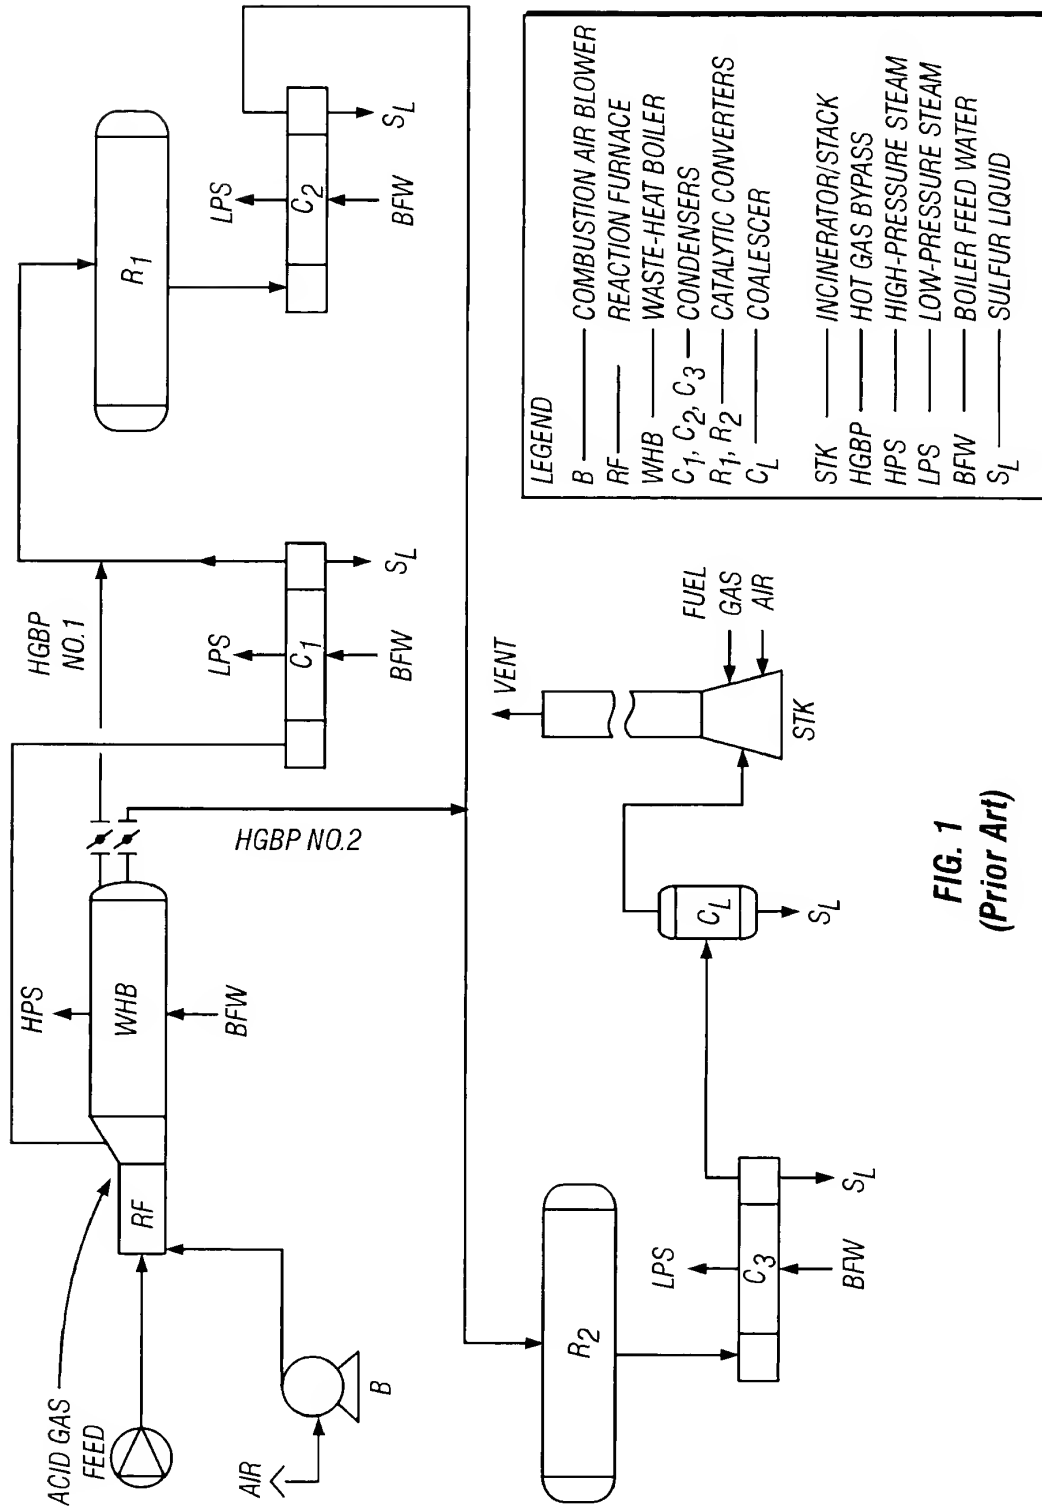 ACID GAS
FEED
RF
HPS
WHB
BFW
AIR
B
HGBP
NO.1
HGBP NO.2
LPS
C1
BFW
SL
R1
LPS
C2
BFW
SL
R2
LPS
C3
BFW
SL
CL
SL
VENT
STK
FUEL
GAS
AIR
LEGEND
B COMBUSTION AIR BLOWER
RF REACTION FURNACE
WHB WASTE-HEAT BOILER
C1, C2, C3 CONDENSERS
R1, R2 CATALYTIC CONVERTERS
CL COALESCER
STK INCINERATOR/STACK
HGBP HOT GAS BYPASS
HPS HIGH-PRESSURE STEAM
LPS LOW-PRESSURE STEAM
BFW BOILER FEED WATER
SL SULFUR LIQUID
FIG. 1
(Prior Art)